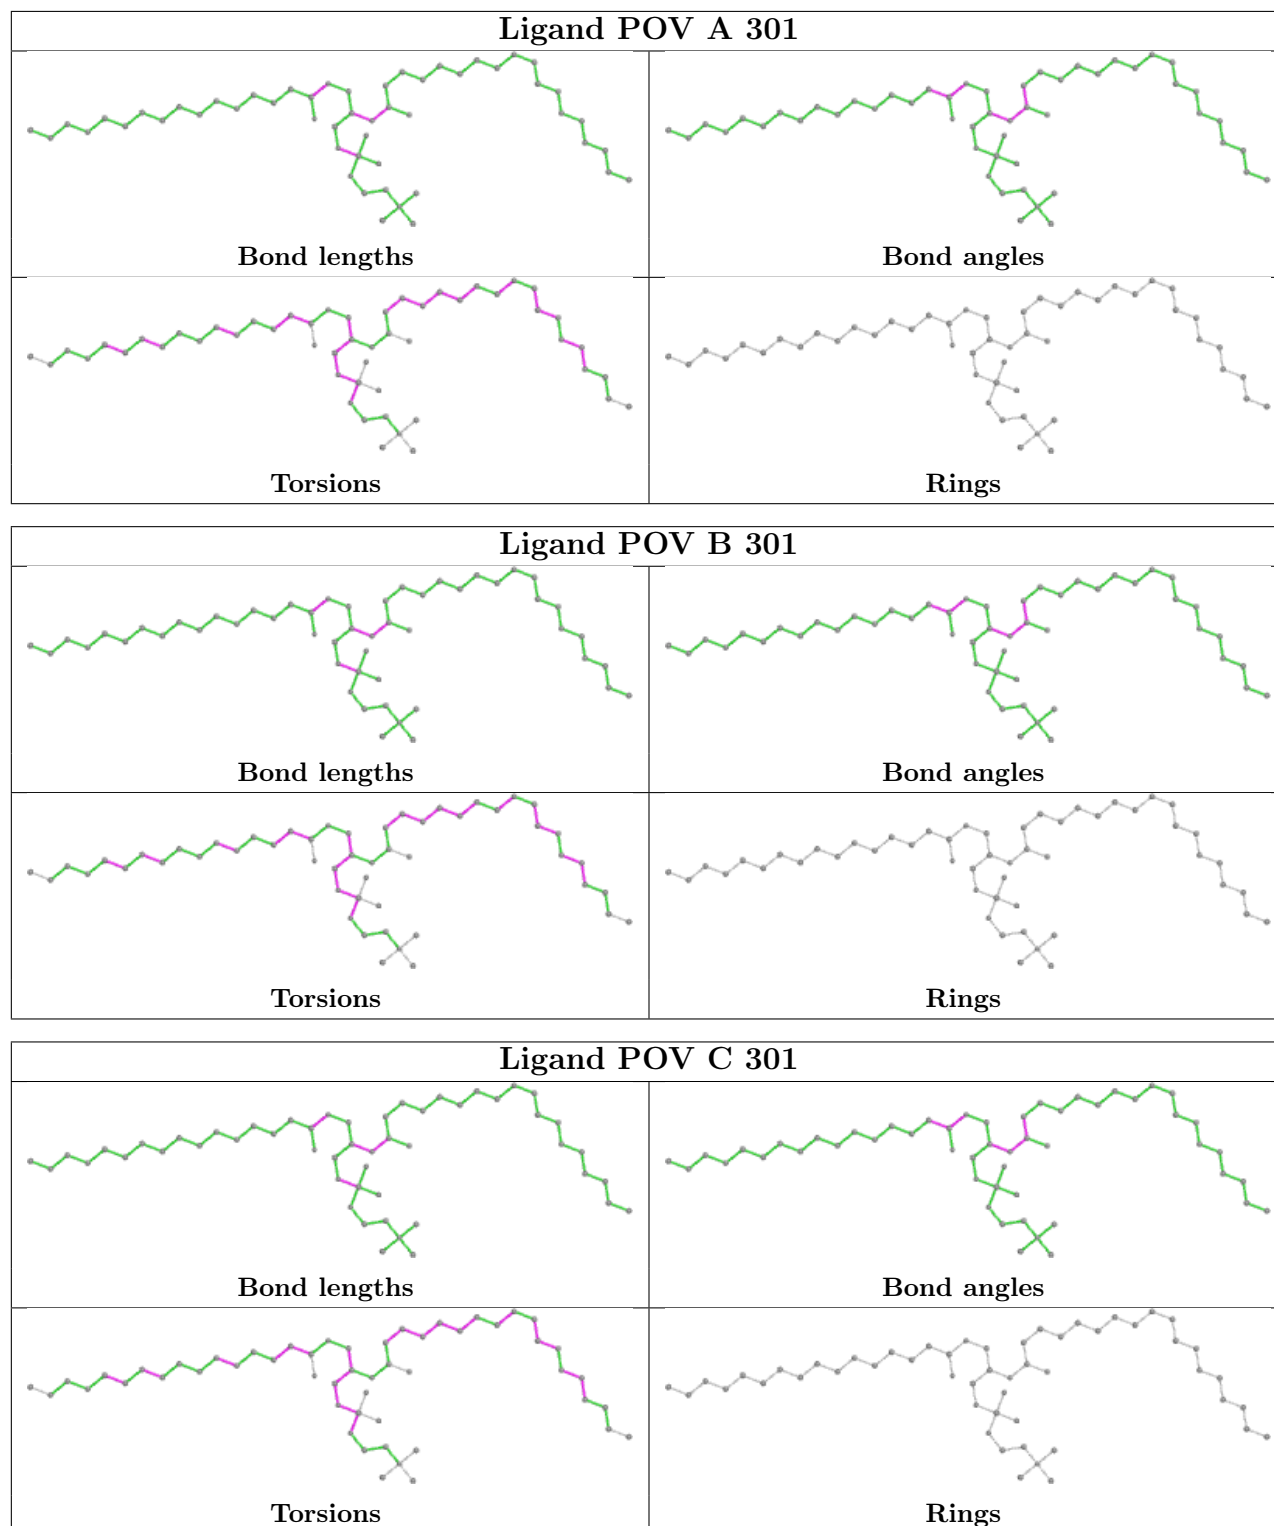 Ligand POV A 301
Bond lengths
Bond angles
Torsions
Rings
Ligand POV B 301
Bond lengths
Bond angles
Torsions
Rings
Ligand POV C 301
Bond lengths
Bond angles
Torsions
Rings